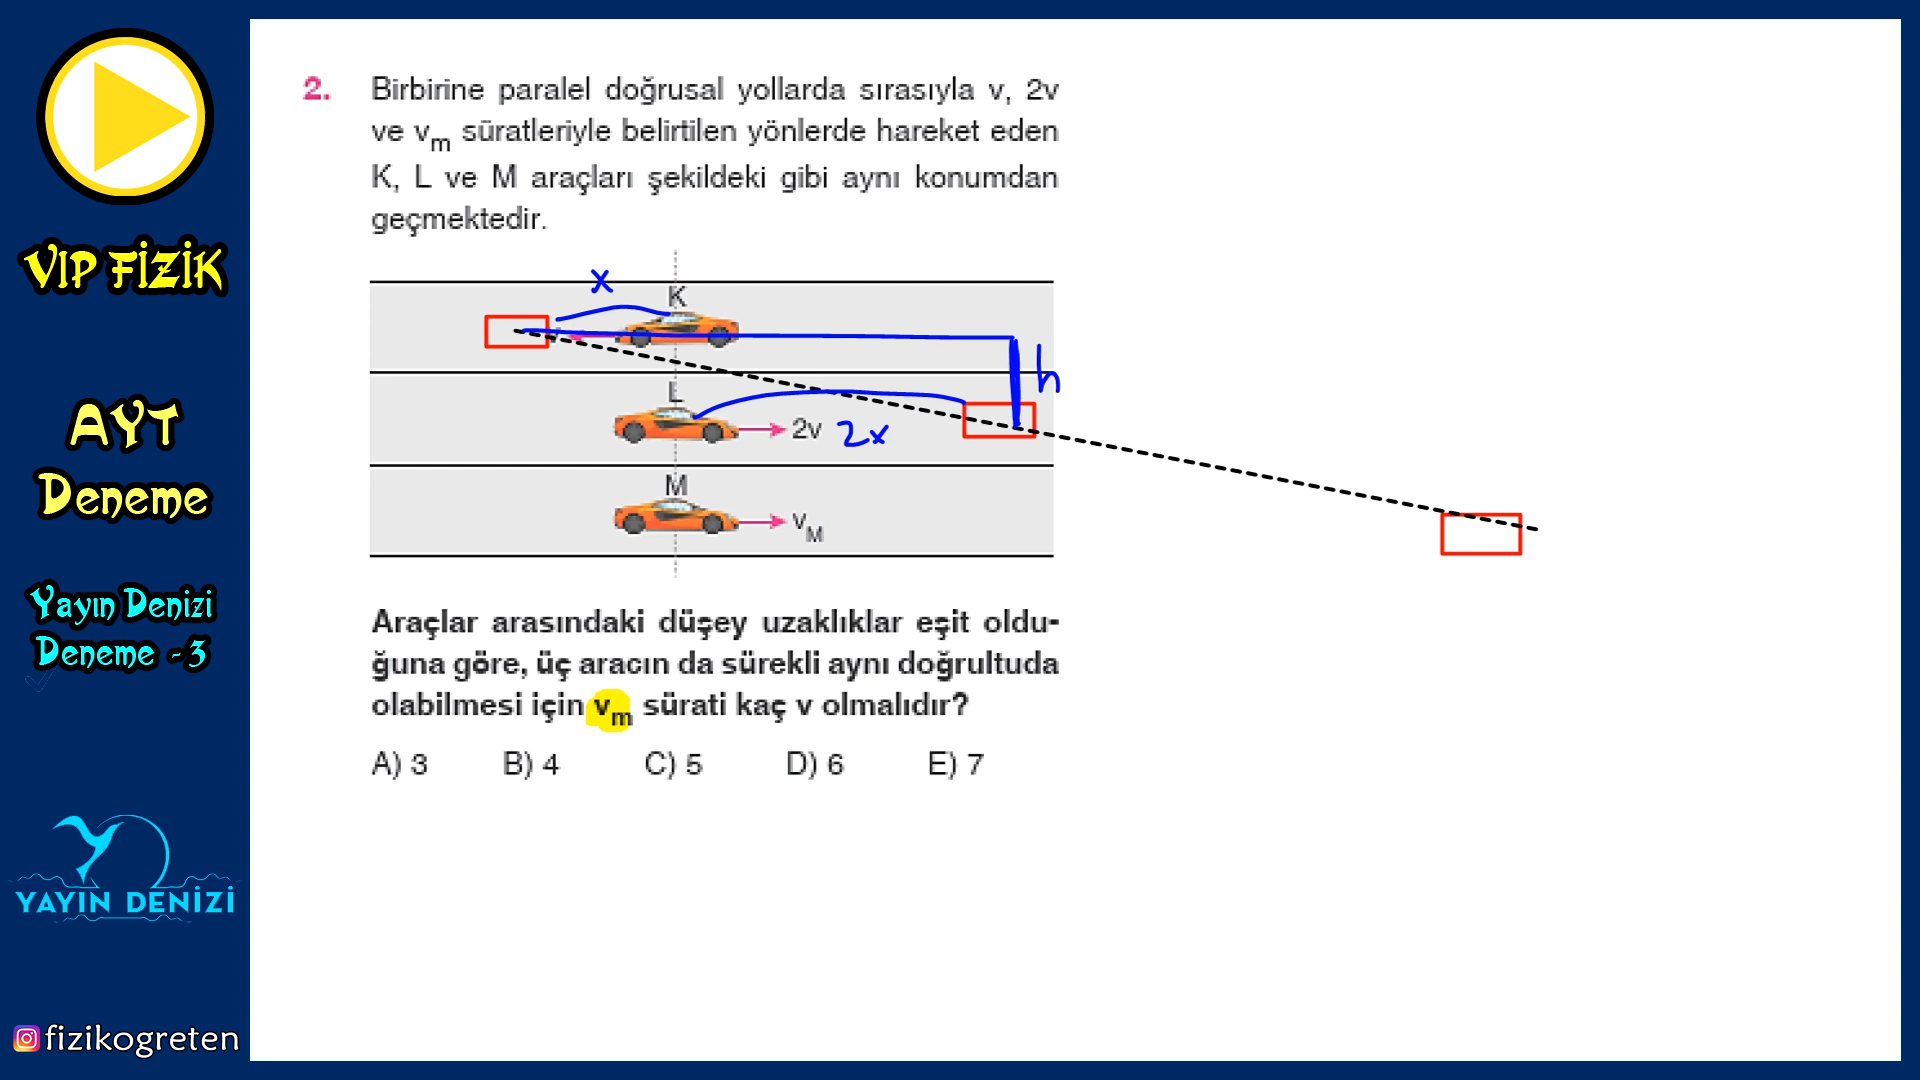 VIP FİZİK
AYT
Deneme
Yayın Denizi
Deneme - 3
YAYIN DENİZİ
fizikogreten
2. Birbirine paralel doğrusal yollarda sırasıyla v, 2v
ve vm süratleriyle belirtilen yönlerde hareket eden
K, L ve M araçları şekildeki gibi aynı konumdan
geçmektedir.
x
K
h
L
2v 2x
M
vM
Araçlar arasındaki düşey uzaklıklar eşit oldu-
ğuna göre, üç aracın da sürekli aynı doğrultuda
olabilmesi için vm sürati kaç v olmalıdır?
A) 3 B) 4 C) 5 D) 6 E) 7